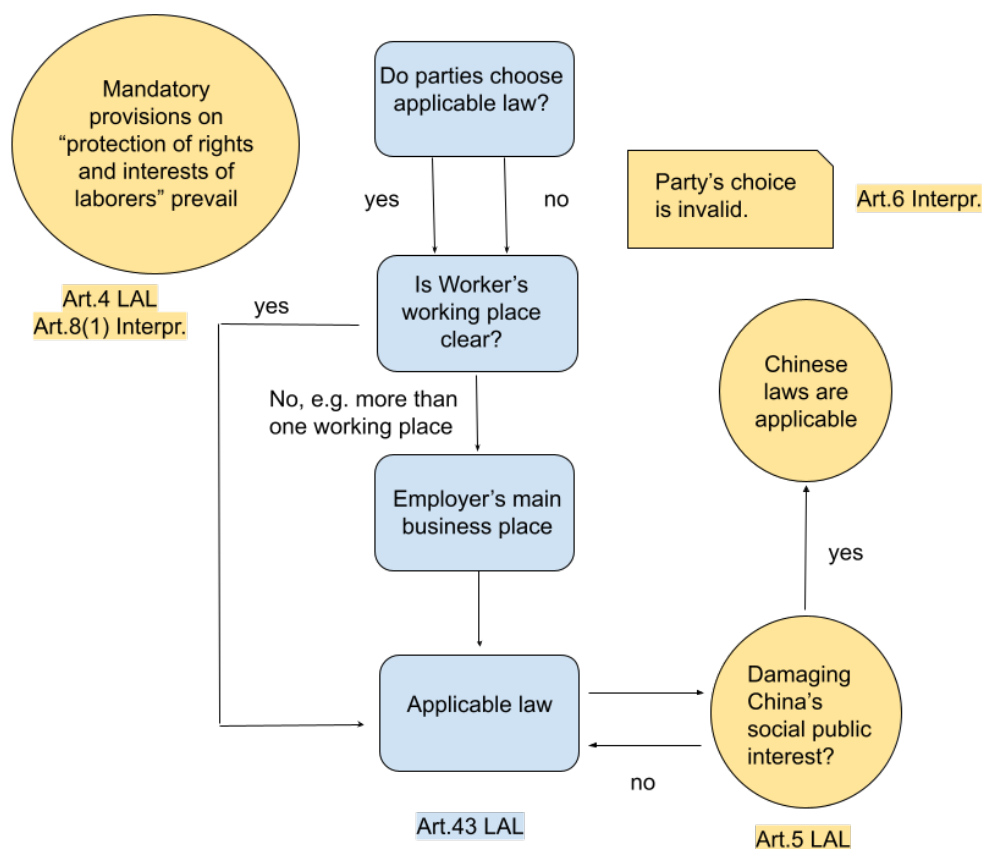 Mandatory
provisions on
“protection of rights
and interests of
laborers” prevail
Art.4 LAL
Art.8(1) Interpr.
Do parties choose
applicable law?
yes
no
Party’s choice
is invalid.
Art.6 Interpr.
Is Worker’s
working place
clear?
yes
No, e.g. more than
one working place
Employer’s main
business place
Applicable law
Art.43 LAL
Chinese
laws are
applicable
yes
Damaging
China’s
social public
interest?
no
Art.5 LAL